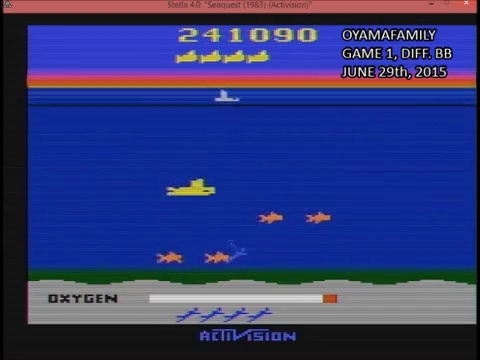 Stella 4.0: "Seaquest (1983) (Activision)"
241090
OYAMAFAMILY
GAME 1, DIFF. BB
JUNE 29th, 2015
OXYGEN
ACTIVISION